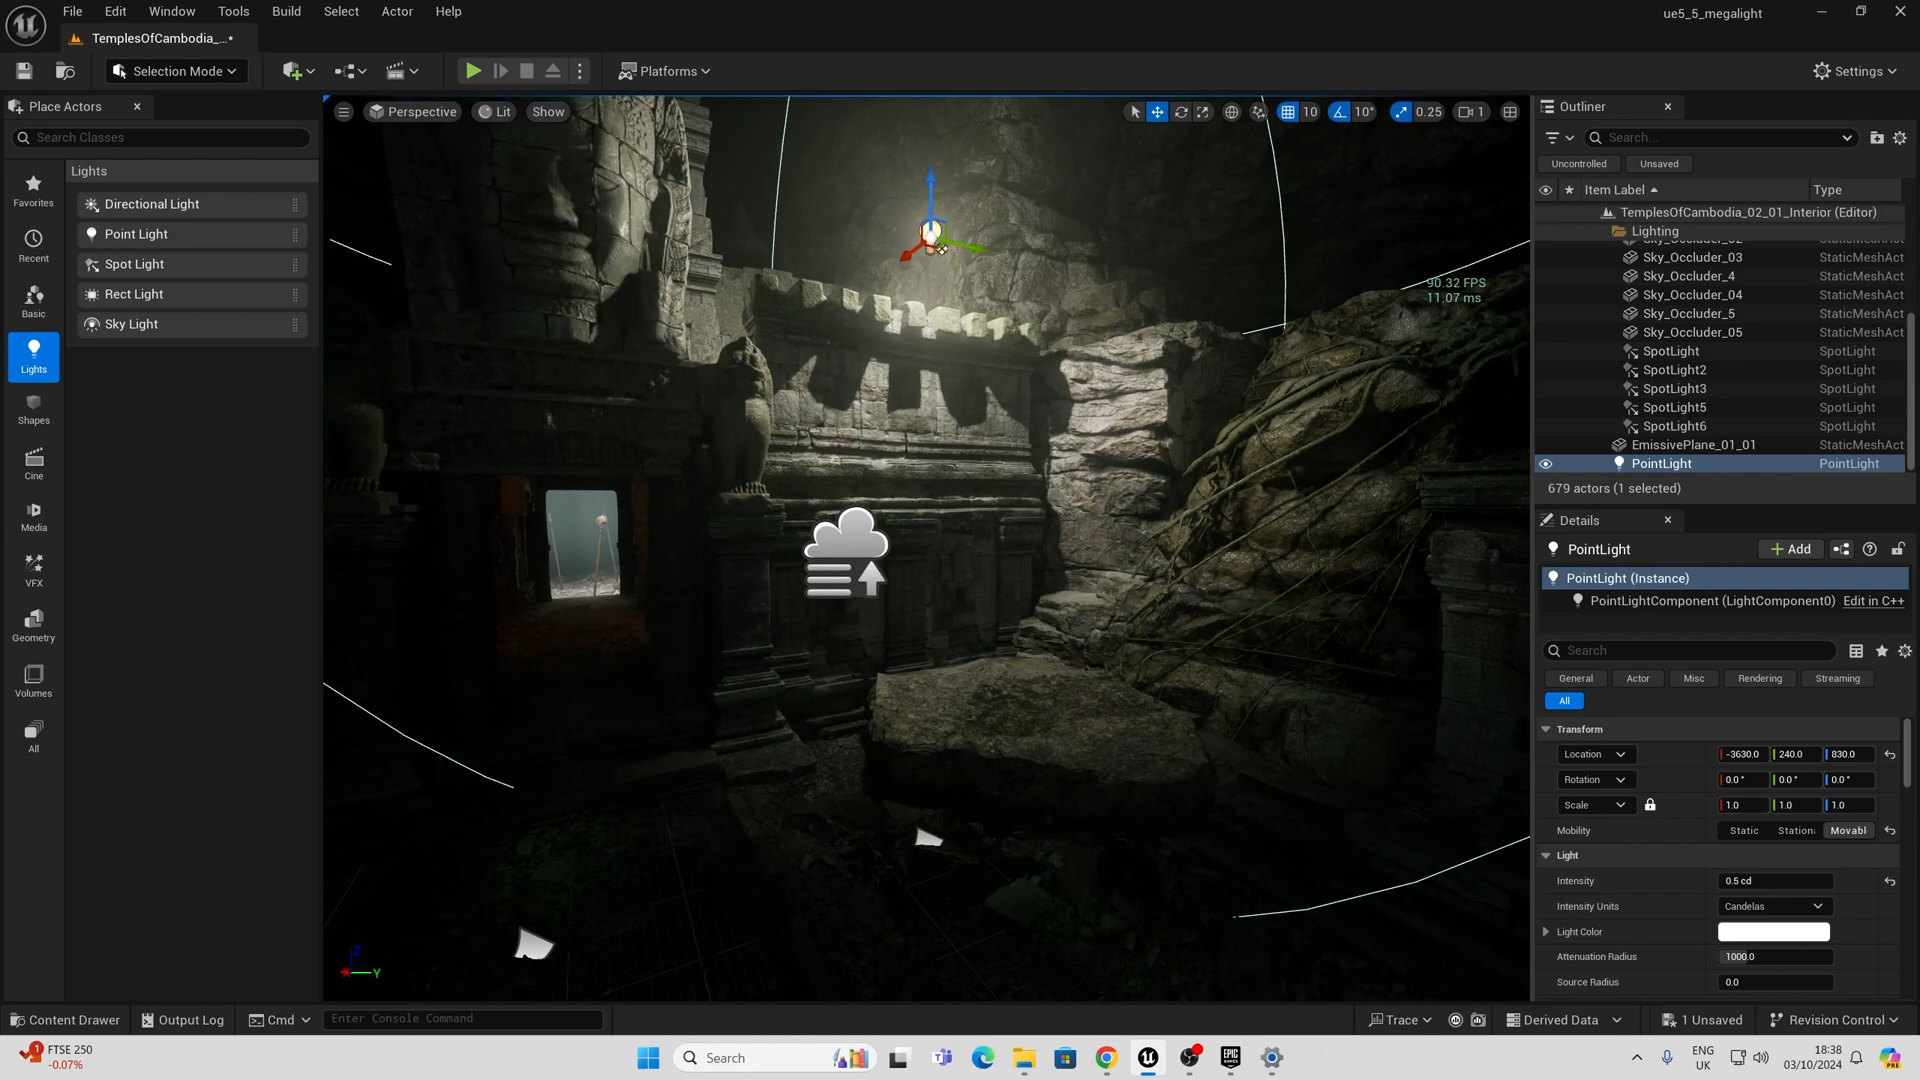 File Edit Window Tools Build Select Actor Help
ue5_5_megalight
TemplesOfCambodia_...•
Selection Mode
Platforms
Settings
Place Actors
Search Classes
Favorites
Recent
Basic
Lights
Shapes
Cine
Media
VFX
Geometry
Volumes
All
Lights
Directional Light
Point Light
Spot Light
Rect Light
Sky Light
Perspective Lit Show
10 10° 0.25 1
90.32 FPS
11.07 ms
Z
X Y
Outliner
Search...
Uncontrolled Unsaved
Item Label Type
TemplesOfCambodia_02_01_Interior (Editor)
Lighting
Sky_Occluder_02 StaticMeshAct
Sky_Occluder_03 StaticMeshAct
Sky_Occluder_4 StaticMeshAct
Sky_Occluder_04 StaticMeshAct
Sky_Occluder_5 StaticMeshAct
Sky_Occluder_05 StaticMeshAct
SpotLight SpotLight
SpotLight2 SpotLight
SpotLight3 SpotLight
SpotLight5 SpotLight
SpotLight6 SpotLight
EmissivePlane_01_01 StaticMeshAct
PointLight PointLight
679 actors (1 selected)
Details
PointLight
Add
PointLight (Instance)
PointLightComponent (LightComponent0) Edit in C++
Search
General Actor Misc Rendering Streaming
All
Transform
Location -3630.0 240.0 830.0
Rotation 0.0° 0.0° 0.0°
Scale 1.0 1.0 1.0
Mobility Static Station Movabl
Light
Intensity 0.5 cd
Intensity Units Candelas
Light Color
Attenuation Radius 1000.0
Source Radius 0.0
Content Drawer Output Log Cmd Enter Console Command
Trace Derived Data 1 Unsaved Revision Control
1 FTSE 250
-0.07%
Search
EPIC GAMES
ENG
UK
18:38
03/10/2024
PRE